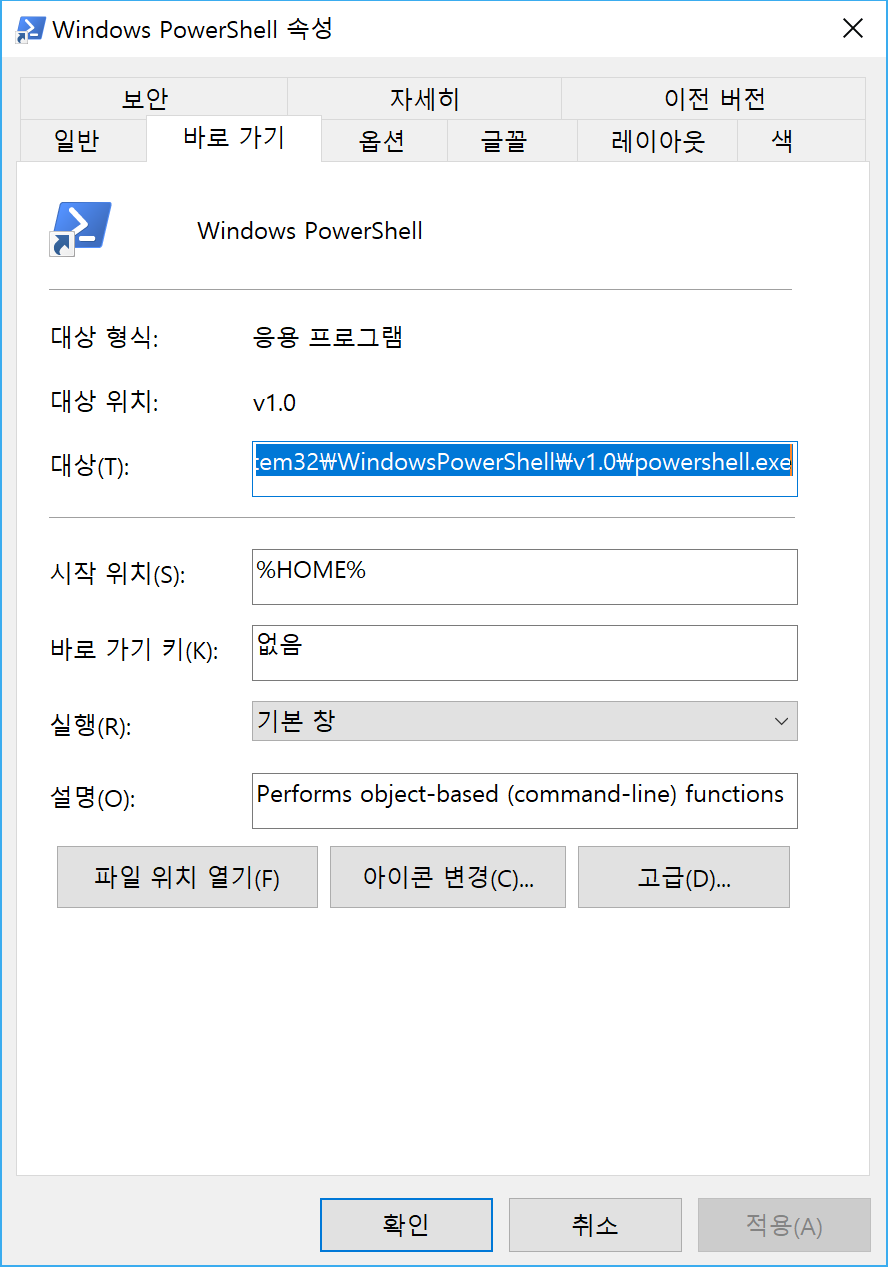 Windows PowerShell 속성
보안 자세히 이전 버전
일반 바로 가기 옵션 글꼴 레이아웃 색
Windows PowerShell
대상 형식: 응용 프로그램
대상 위치: v1.0
대상(T): tem32₩WindowsPowerShell₩v1.0₩powershell.exe
시작 위치(S): %HOME%
바로 가기 키(K): 없음
실행(R): 기본 창
설명(O): Performs object-based (command-line) functions
파일 위치 열기(F) 아이콘 변경(C)... 고급(D)...
확인 취소 적용(A)